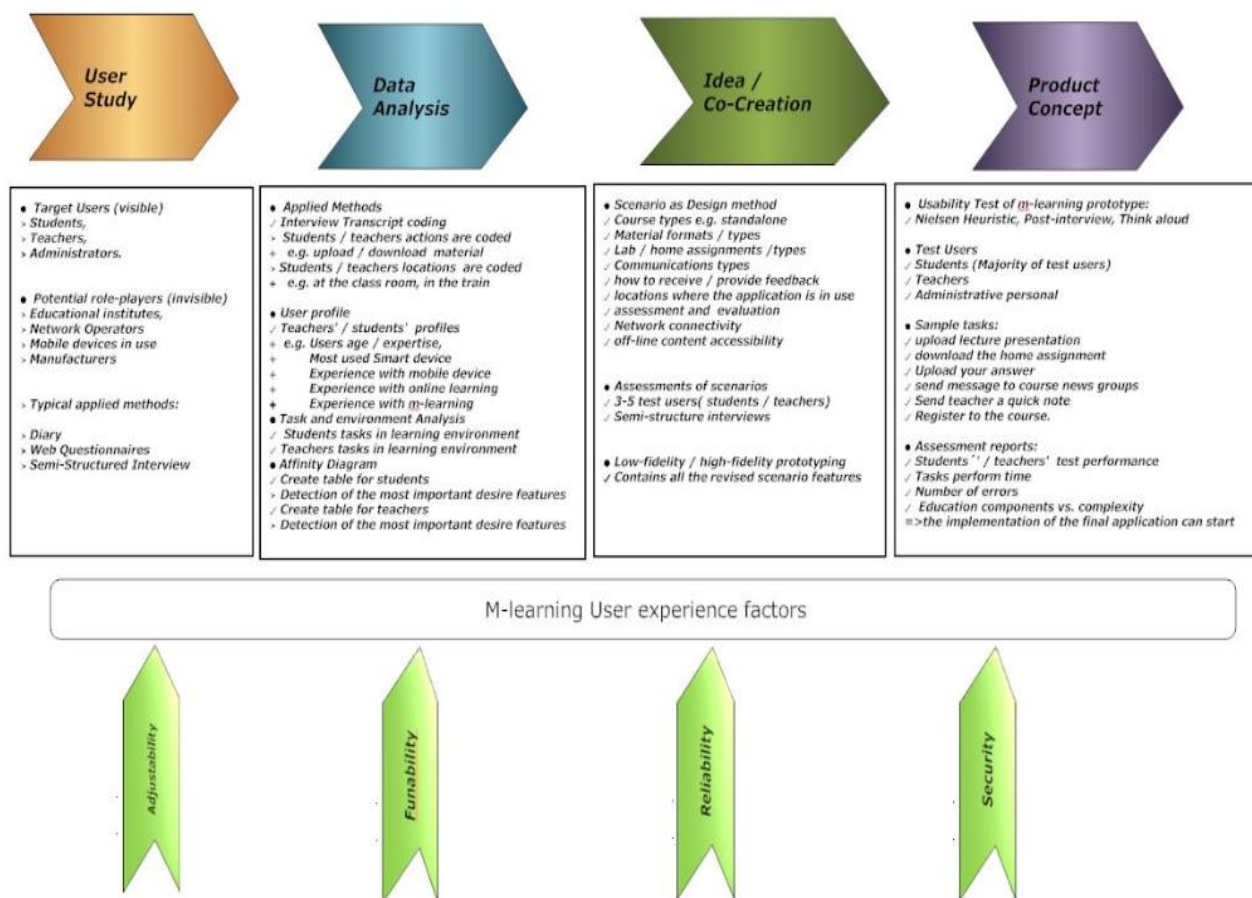 User
Study
Data
Analysis
Idea /
Co-Creation
Product
Concept
● Target Users (visible)
> Students,
> Teachers,
> Administrators.
● Potential role-players (invisible)
> Educational institutes,
> Network Operators
> Mobile devices in use
> Manufacturers
> Typical applied methods:
> Diary
> Web Questionnaires
> Semi-Structured Interview
● Applied Methods
✓ Interview Transcript coding
> Students / teachers actions are coded
+ e.g. upload / download material
> Students / teachers locations are coded
+ e.g. at the class room, in the train
● User profile
✓ Teachers' / students' profiles
+ e.g. Users age / expertise,
+ Most used Smart device
+ Experience with mobile device
+ Experience with online learning
+ Experience with m-learning
● Task and environment Analysis
✓ Students tasks in learning environment
✓ Teachers tasks in learning environment
● Affinity Diagram
✓ Create table for students
> Detection of the most important desire features
✓ Create table for teachers
> Detection of the most important desire features
● Scenario as Design method
✓ Course types e.g. standalone
✓ Material formats / types
✓ Lab / home assignments /types
✓ Communications types
✓ how to receive / provide feedback
✓ locations where the application is in use
✓ assessment and evaluation
✓ Network connectivity
✓ off-line content accessibility
● Assessments of scenarios
✓ 3-5 test users( students / teachers)
✓ Semi-structure interviews
● Low-fidelity / high-fidelity prototyping
✓ Contains all the revised scenario features
● Usability Test of m-learning prototype:
✓ Nielsen Heuristic, Post-interview, Think aloud
● Test Users
✓ Students (Majority of test users)
✓ Teachers
✓ Administrative personal
● Sample tasks:
✓ upload lecture presentation
✓ download the home assignment
✓ Upload your answer
✓ send message to course news groups
✓ Send teacher a quick note
✓ Register to the course.
● Assessment reports:
✓ Students´' / teachers' test performance
✓ Tasks perform time
✓ Number of errors
✓ Education components vs. complexity
=>the implementation of the final application can start
M-learning User experience factors
Adjustability
Funability
Reliability
Security